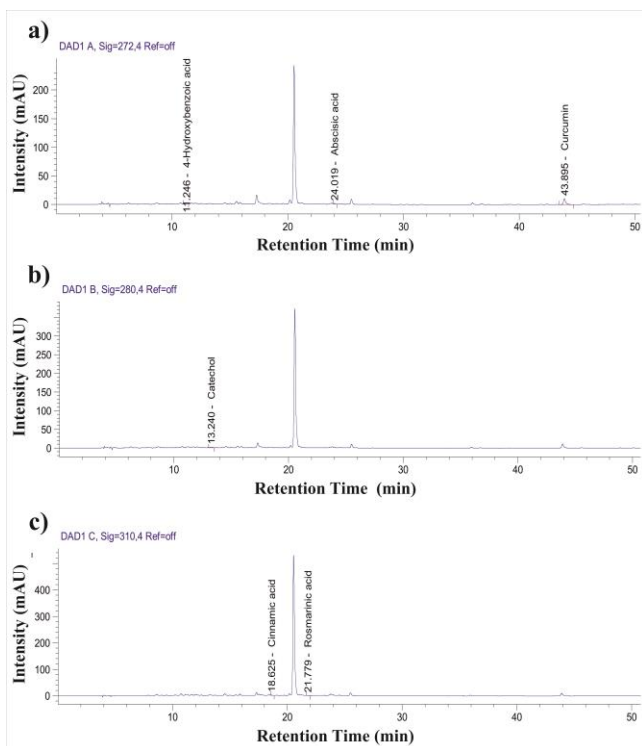 a)
DAD1 A, Sig=272,4 Ref=off
Intensity (mAU)
200
150
100
50
0
11.246 - 4-Hydroxybenzoic acid
24.019 - Abscisic acid
43.895 - Curcumin
10
20
30
40
50
Retention Time (min)
b)
DAD1 B, Sig=280,4 Ref=off
Intensity (mAU)
300
250
200
150
100
50
0
13.240 - Catechol
10
20
30
40
50
Retention Time (min)
c)
DAD1 C, Sig=310,4 Ref=off
Intensity (mAU)
400
300
200
100
0
18.625 - Cinnamic acid
21.779 - Rosmarinic acid
10
20
30
40
50
Retention Time (min)